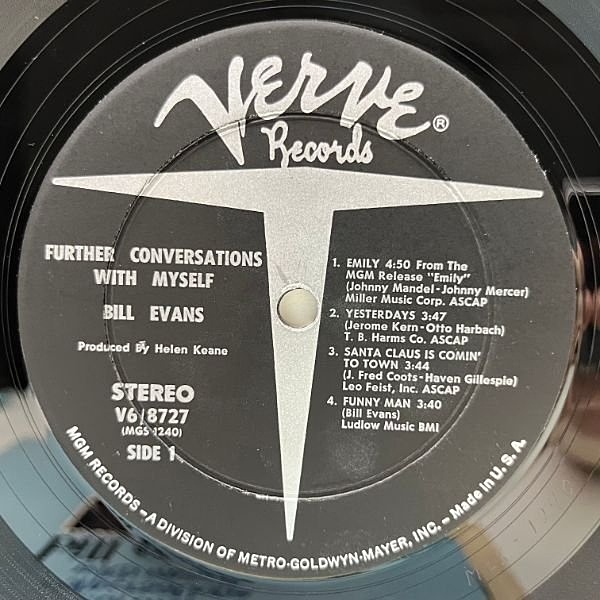 Verve®
Records
FURTHER CONVERSATIONS
WITH MYSELF
BILL EVANS
Produced By Helen Keane
STEREO
V6/8727
(MGS 1240)
SIDE 1
1. EMILY 4:50 From The
MGM Release "Emily"
(Johnny Mandel-Johnny Mercer)
Miller Music Corp. ASCAP
2. YESTERDAYS 3:47
(Jerome Kern-Otto Harbach)
T. B. Harms Co. ASCAP
3. SANTA CLAUS IS COMIN'
TO TOWN 3:44
(J. Fred Coots-Haven Gillespie)
Leo Feist, Inc. ASCAP
4. FUNNY MAN 3:40
(Bill Evans)
Ludlow Music BMI
MGM RECORDS – A DIVISION OF METRO-GOLDWYN-MAYER, INC. – Made in U.S.A.